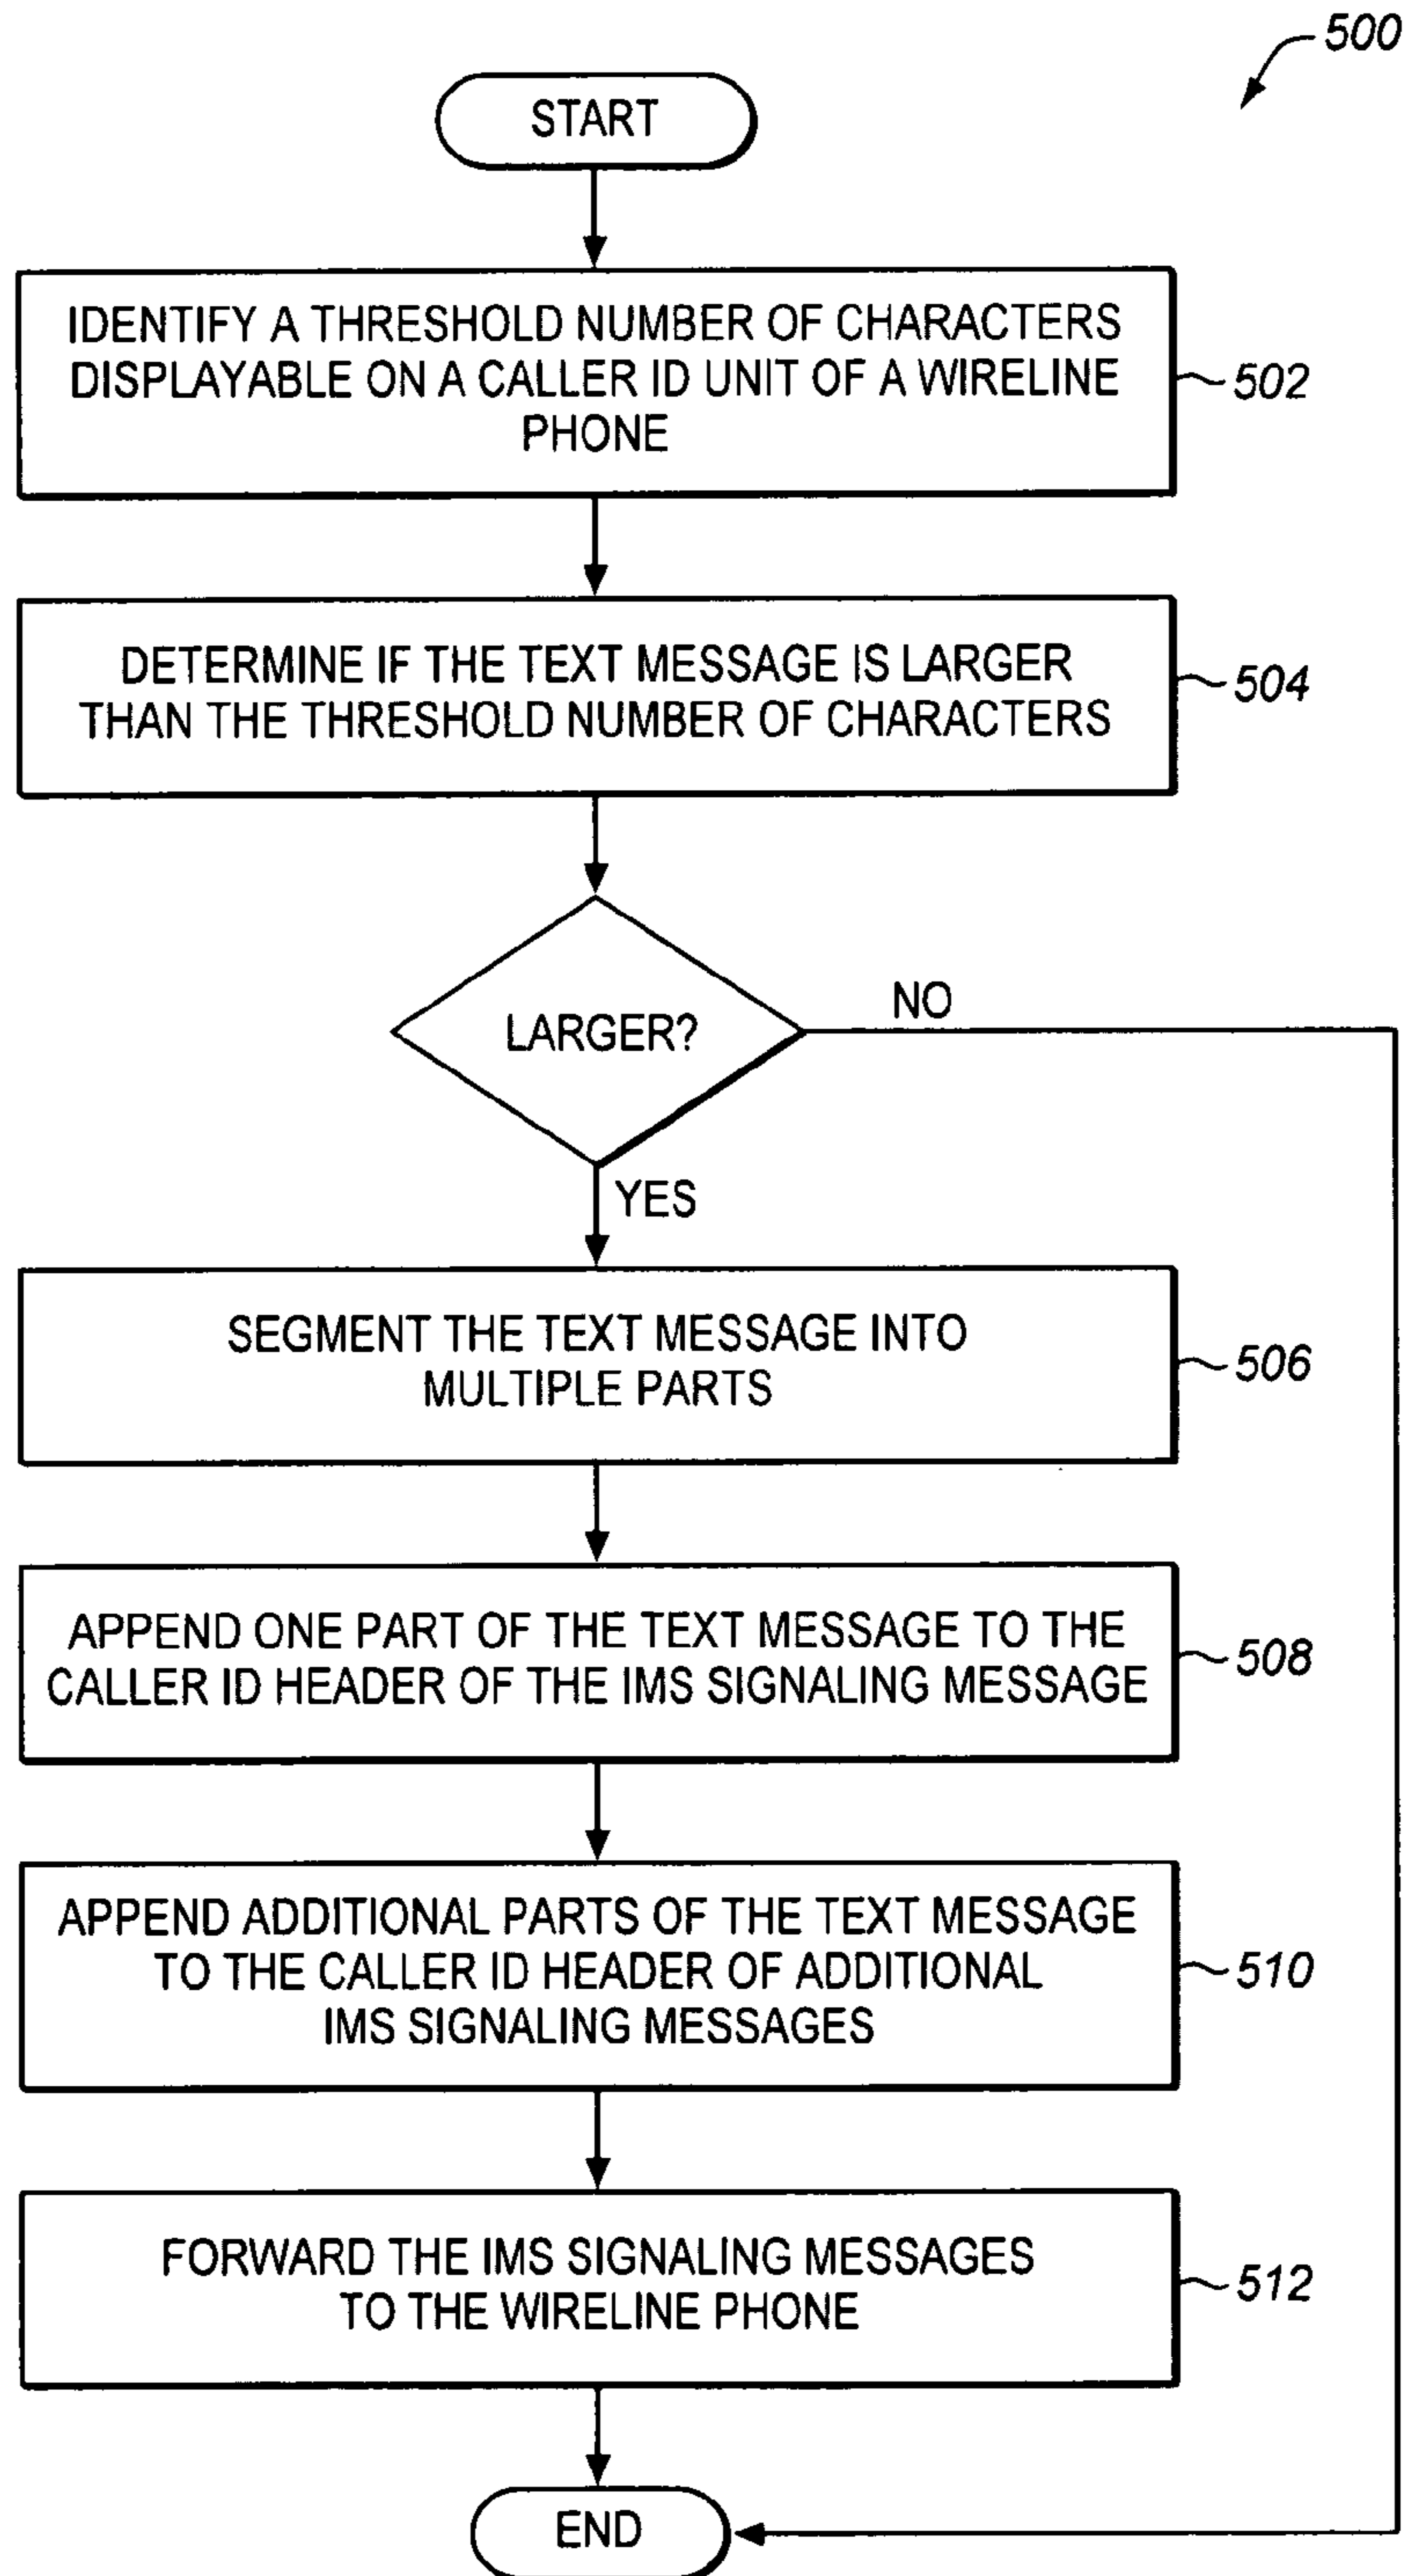 500
START
IDENTIFY A THRESHOLD NUMBER OF CHARACTERS
DISPLAYABLE ON A CALLER ID UNIT OF A WIRELINE
PHONE
502
DETERMINE IF THE TEXT MESSAGE IS LARGER
THAN THE THRESHOLD NUMBER OF CHARACTERS
504
LARGER?
NO
YES
SEGMENT THE TEXT MESSAGE INTO
MULTIPLE PARTS
506
APPEND ONE PART OF THE TEXT MESSAGE TO THE
CALLER ID HEADER OF THE IMS SIGNALING MESSAGE
508
APPEND ADDITIONAL PARTS OF THE TEXT MESSAGE
TO THE CALLER ID HEADER OF ADDITIONAL
IMS SIGNALING MESSAGES
510
FORWARD THE IMS SIGNALING MESSAGES
TO THE WIRELINE PHONE
512
END